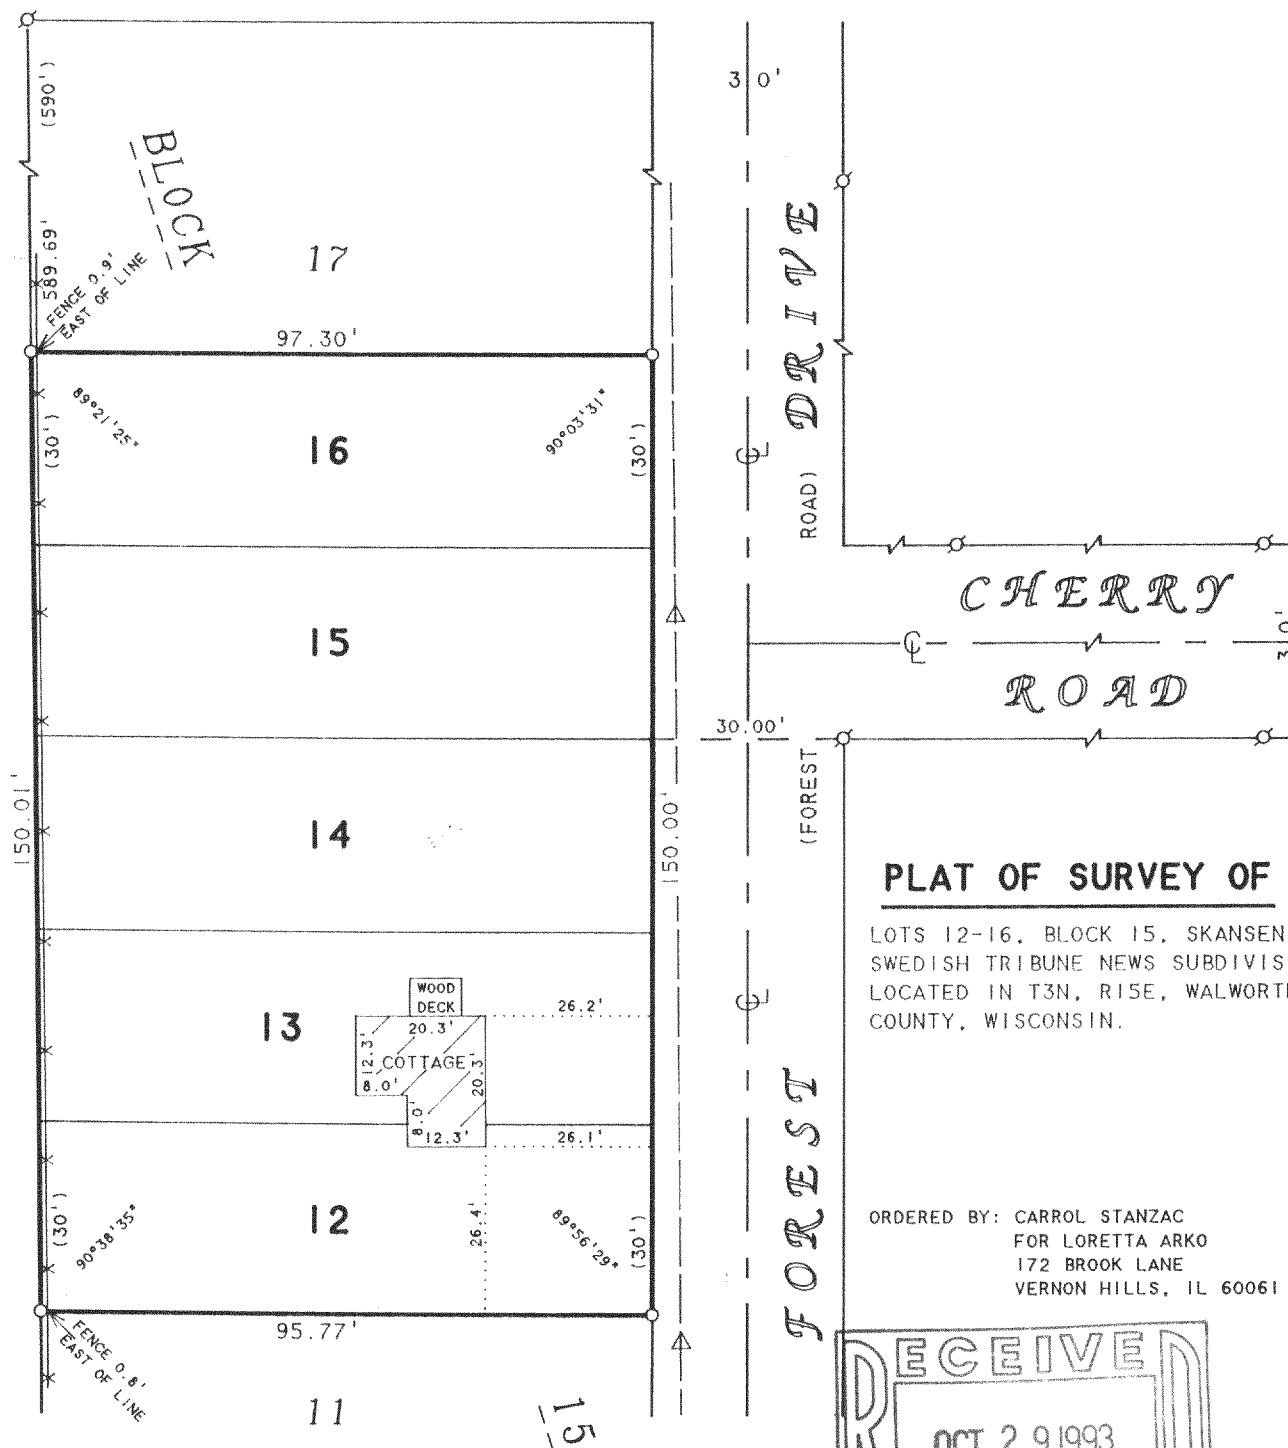 3 0'
(590')
BLOCK
589.69'
FENCE 0.9'
EAST OF LINE
17
97.30'
DRIVE
89°21'25"
90°03'31"
(30')
16
(30')
℄
ROAD)
CHERRY
15
℄
30'
ROAD
30.00'
150.01'
14
150.00'
(FOREST
PLAT OF SURVEY OF
LOTS 12-16, BLOCK 15, SKANSEN
SWEDISH TRIBUNE NEWS SUBDIVIS
LOCATED IN T3N, R15E, WALWORTH
COUNTY, WISCONSIN.
WOOD
DECK
26.2'
℄
13
20.3'
12.3'
COTTAGE
20.3'
8.0'
8.0'
12.3'
26.1'
FOREST
(30')
90°38'35"
12
26.4'
89°56'29"
(30')
ORDERED BY: CARROL STANZAC
FOR LORETTA ARKO
172 BROOK LANE
VERNON HILLS, IL 60061
95.77'
FENCE 0.8'
EAST OF LINE
11
15
RECEIVED
OCT 29 1993